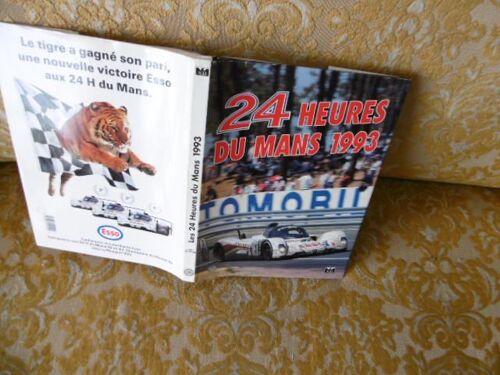 Le tigre a gagné son pari,
une nouvelle victoire Esso
aux 24 H du Mans.
Esso
Les 24 Heures du Mans 1993
24 HEURES
DU MANS 1993
TOMOBIL